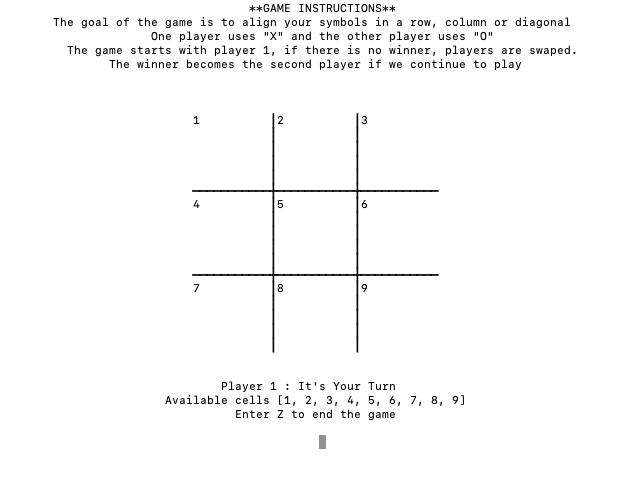 **GAME INSTRUCTIONS**
The goal of the game is to align your symbols in a row, column or diagonal
One player uses "X" and the other player uses "O"
The game starts with player 1, if there is no winner, players are swaped.
The winner becomes the second player if we continue to play
1 2 3
4 5 6
7 8 9
Player 1 : It's Your Turn
Available cells [1, 2, 3, 4, 5, 6, 7, 8, 9]
Enter Z to end the game